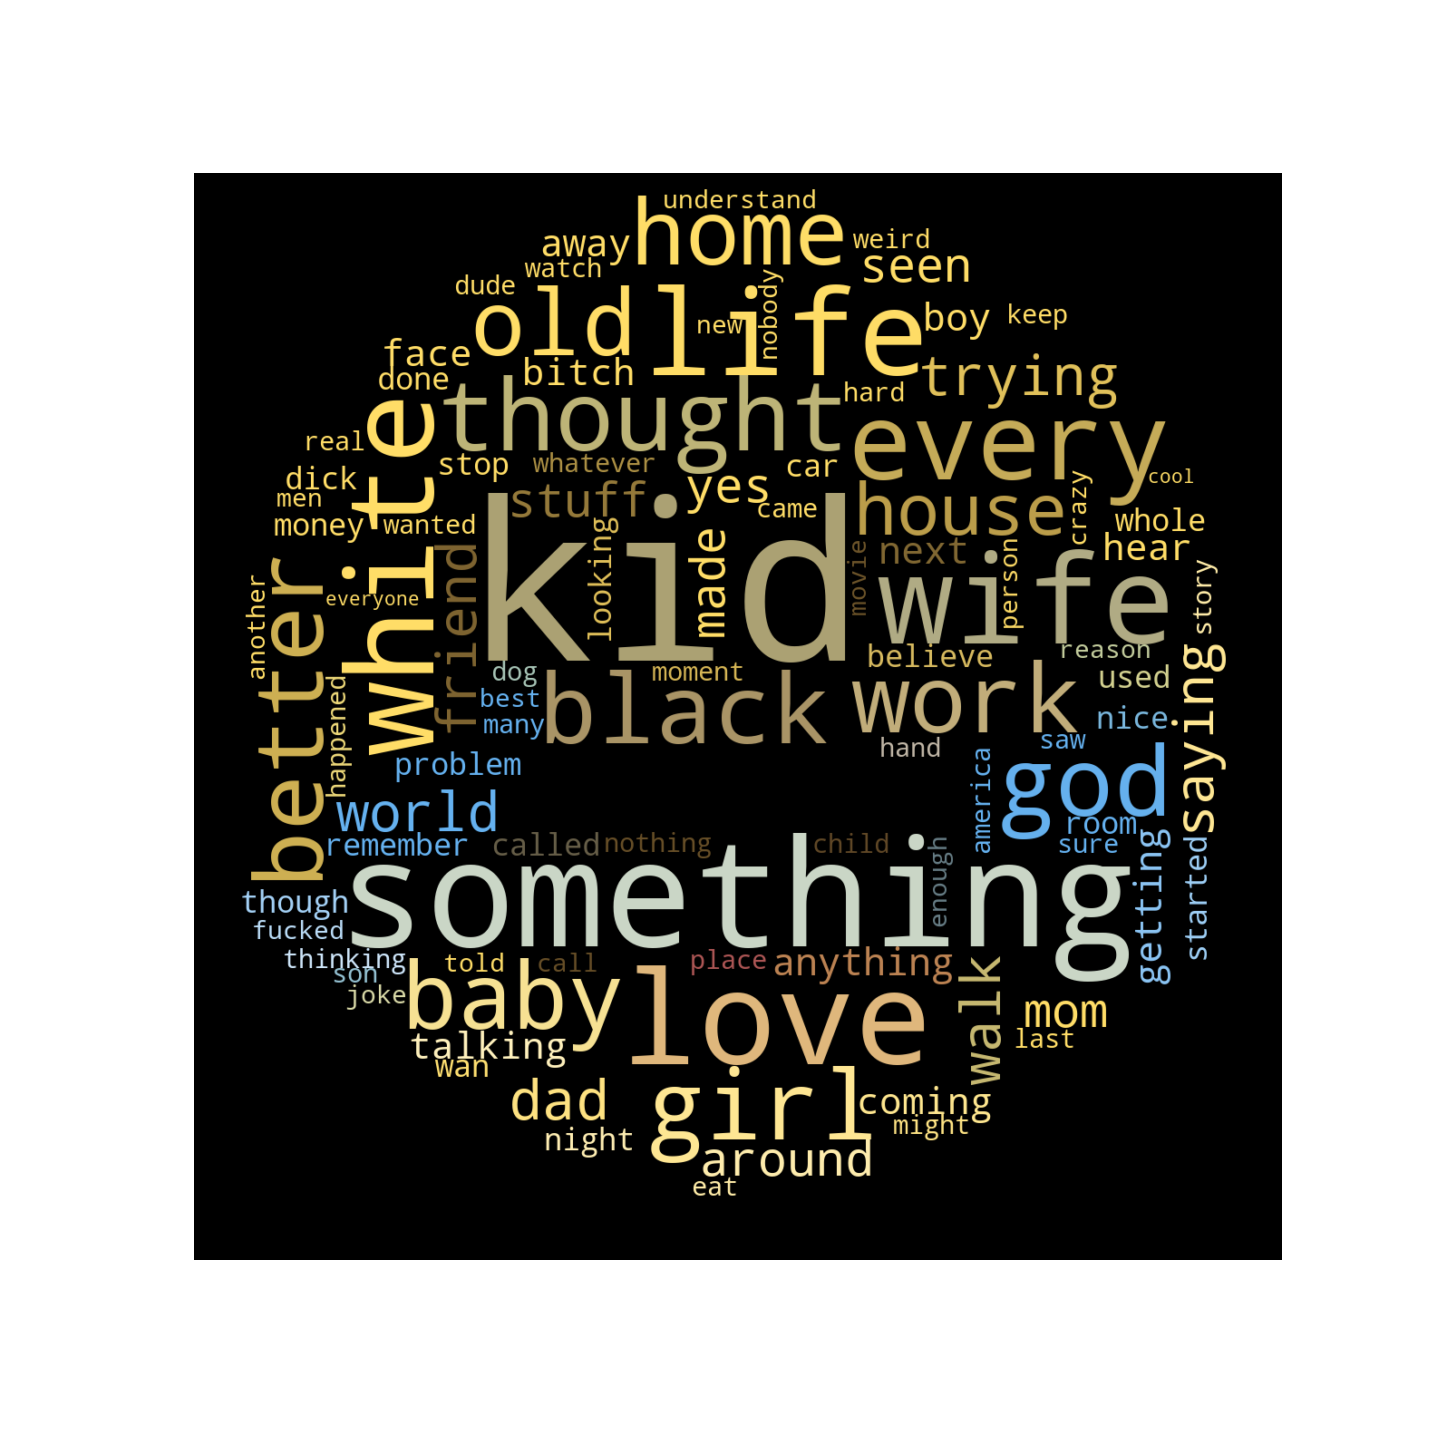 understand
home
away
weird
seen
watch
dude
old
life
new
nobody
boy
keep
face
done
bitch
hard
trying
thought
white
every
real
stop
whatever
car
cool
dick
men
stuff
yes
came
house
crazy
whole
money
wanted
kid
looking
made
movie
next
person
hear
friend
wife
story
another
everyone
better
believe
reason
dog
moment
used
happened
best
many
black
work
nice
saying
hand
saw
problem
america
god
world
room
remember
called
nothing
child
sure
started
enough
getting
something
though
fucked
thinking
son
told
call
place
anything
joke
baby
love
walk
mom
last
talking
wan
dad
girl
coming
might
night
around
eat